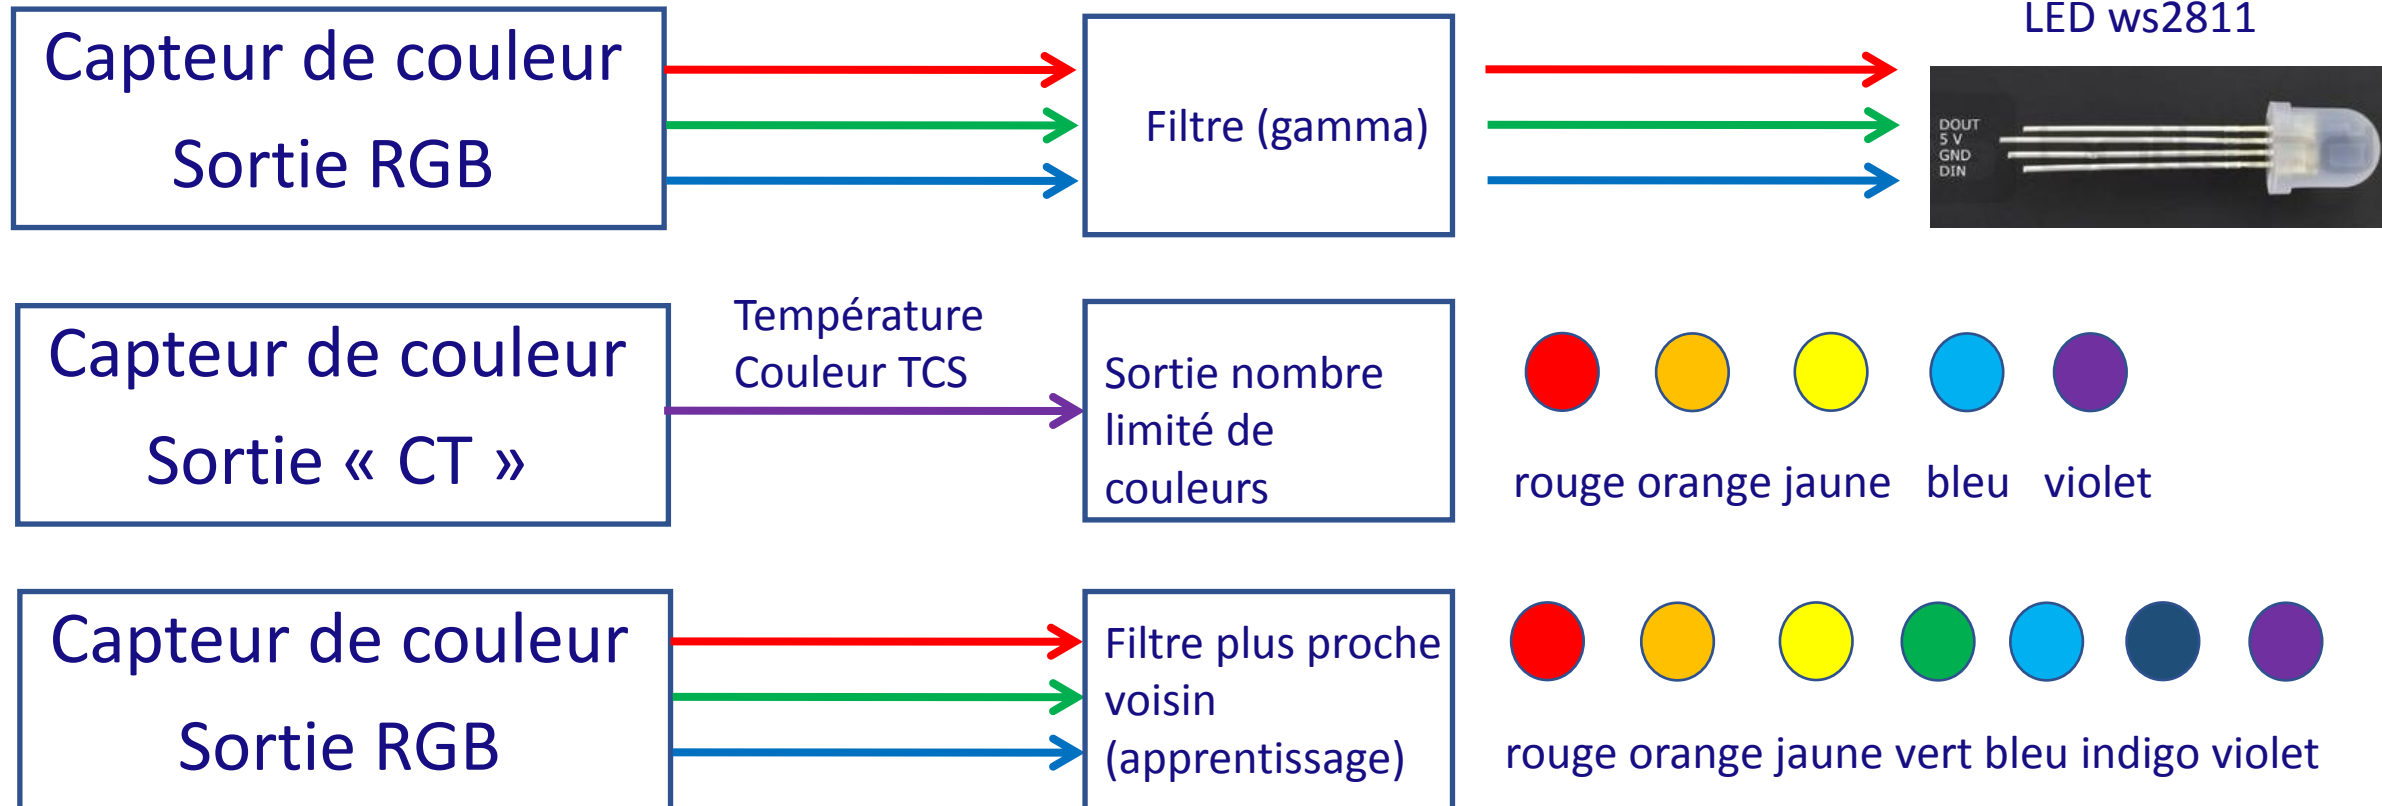 LED ws2811
Capteur de couleur
Sortie RGB
Filtre (gamma)
DOUT
5 V
GND
DIN
Température
Couleur TCS
Capteur de couleur
Sortie « CT »
Sortie nombre
limité de
couleurs
rouge orange jaune bleu violet
Capteur de couleur
Sortie RGB
Filtre plus proche
voisin
(apprentissage)
rouge orange jaune vert bleu indigo violet